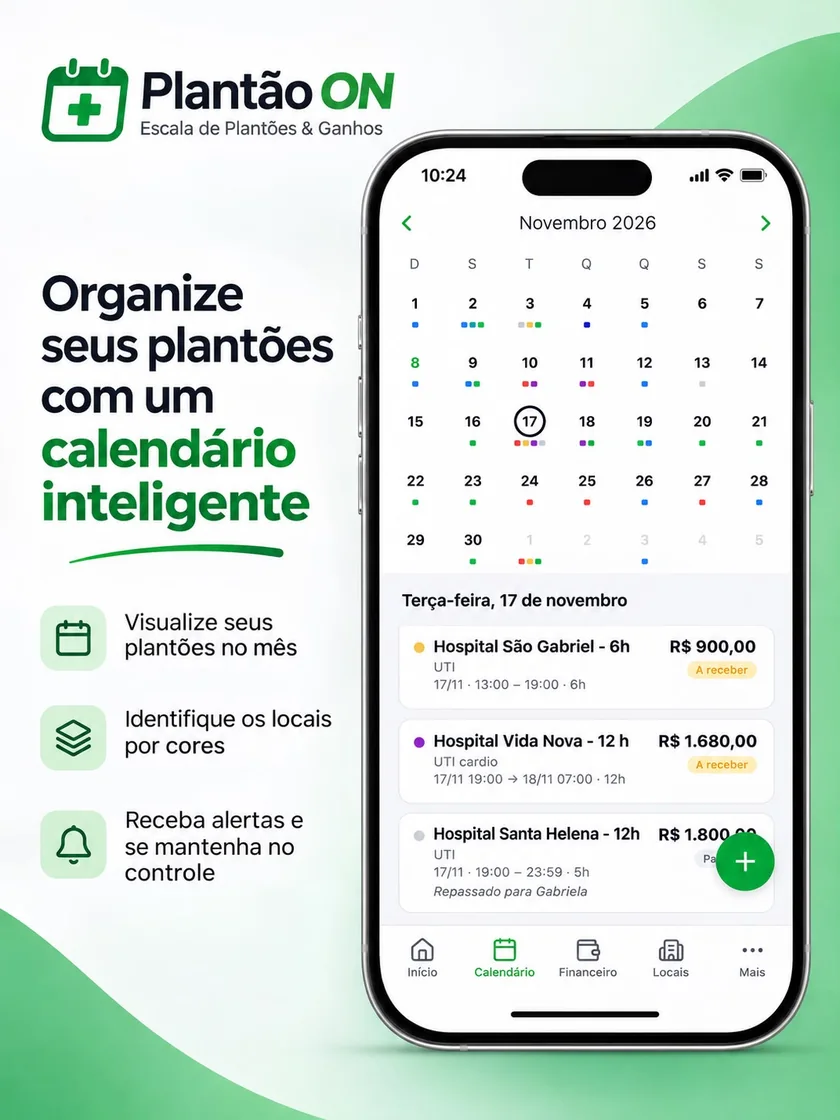 Plantão ON
Escala de Plantões & Ganhos
Organize
seus plantões
com um
calendário
inteligente
Visualize seus
plantões no mês
Identifique os locais
por cores
Receba alertas e
se mantenha no
controle
10:24
Novembro 2026
D S T Q Q S S
1 2 3 4 5 6 7
8 9 10 11 12 13 14
15 16 17 18 19 20 21
22 23 24 25 26 27 28
29 30 1 2 3 4 5
Terça-feira, 17 de novembro
Hospital São Gabriel - 6h R$ 900,00
UTI A receber
17/11 · 13:00 – 19:00 · 6h
Hospital Vida Nova - 12 h R$ 1.680,00
UTI cardio A receber
17/11 19:00 → 18/11 07:00 · 12h
Hospital Santa Helena - 12h R$ 1.800,00
UTI
17/11 · 19:00 – 23:59 · 5h
Repassado para Gabriela
+
Início Calendário Financeiro Locais Mais